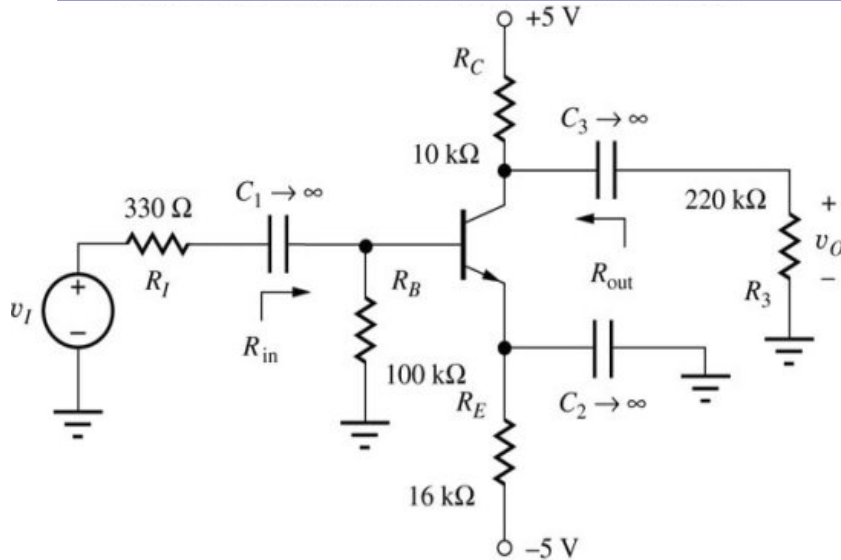 +5 V
R_C
C_3 → ∞
10 kΩ
C_1 → ∞
330 Ω
220 kΩ
+
v_O
−
R_I
R_B
R_out
R_3
+
v_I
−
R_in
100 kΩ
R_E
C_2 → ∞
16 kΩ
–5 V